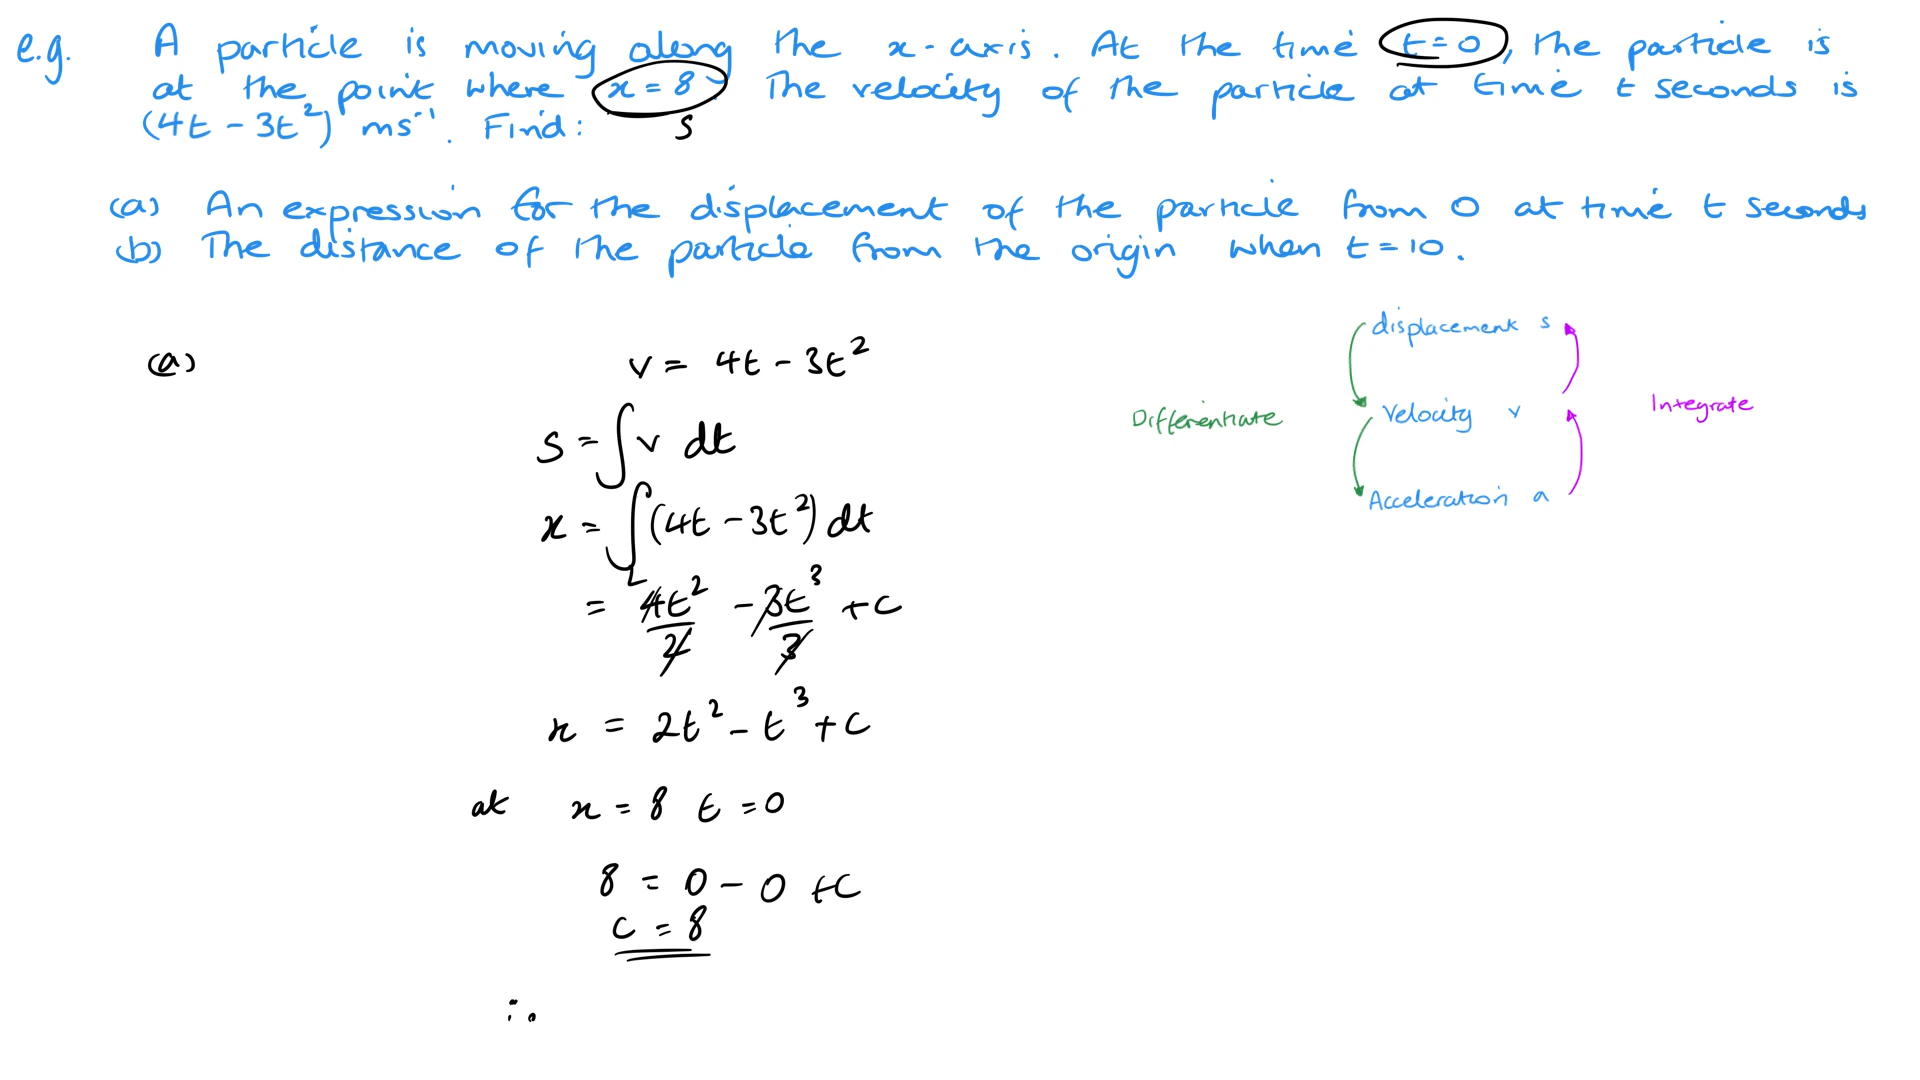 e.g. A particle is moving along the x-axis. At the time t=0, the particle is
at the point where x=8. The velocity of the particle at time t seconds is
(4t - 3t²) ms⁻¹. Find: s
(a) An expression for the displacement of the particle from O at time t seconds
(b) The distance of the particle from the origin when t=10.
(a) v = 4t - 3t²
s = ∫v dt
x = ∫(4t - 3t²) dt
2
= 4t²/2 - 3t³/3 + c
x = 2t² - t³ + c
at x = 8 t = 0
8 = 0 - 0 + c
c = 8
∴
displacement s
Differentiate velocity v Integrate
Acceleration a